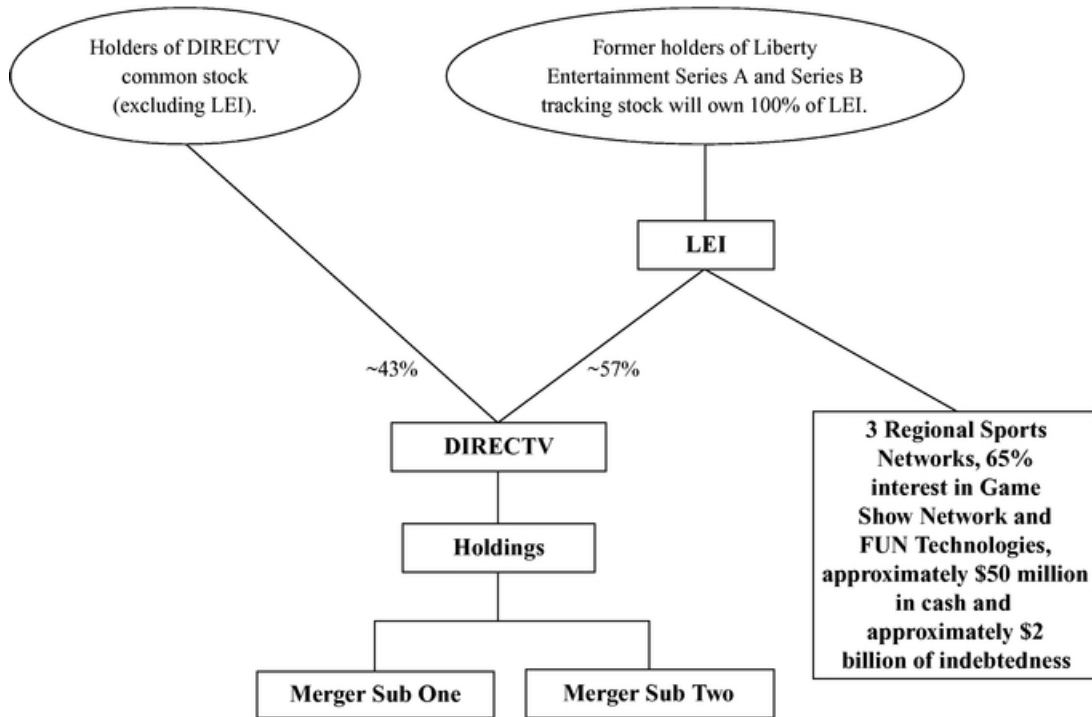 Holders of DIRECTV
common stock
(excluding LEI).
Former holders of Liberty
Entertainment Series A and Series B
tracking stock will own 100% of LEI.
LEI
~43%
~57%
DIRECTV
3 Regional Sports
Networks, 65%
interest in Game
Show Network and
FUN Technologies,
approximately $50 million
in cash and
approximately $2
billion of indebtedness
Holdings
Merger Sub One
Merger Sub Two